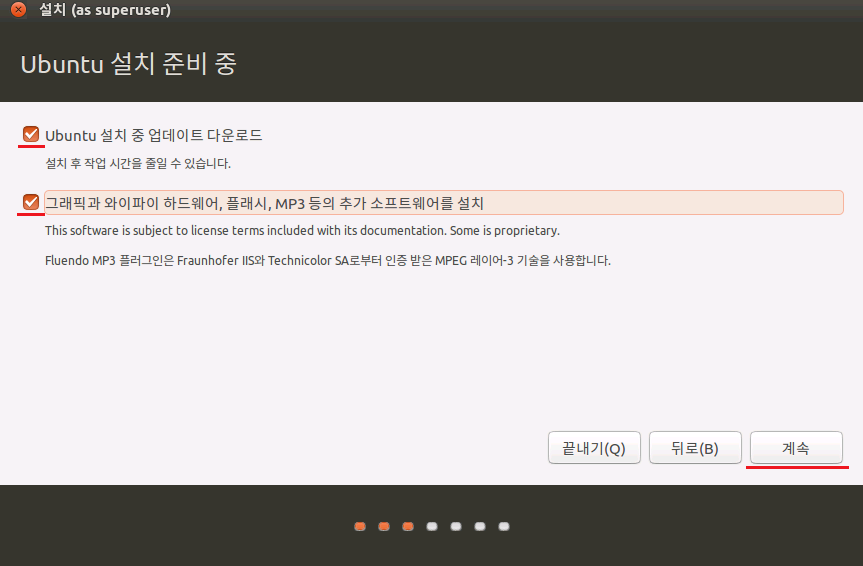 설치 (as superuser)
Ubuntu 설치 준비 중
Ubuntu 설치 중 업데이트 다운로드
설치 후 작업 시간을 줄일 수 있습니다.
그래픽과 와이파이 하드웨어, 플래시, MP3 등의 추가 소프트웨어를 설치
This software is subject to license terms included with its documentation. Some is proprietary.
Fluendo MP3 플러그인은 Fraunhofer IIS와 Technicolor SA로부터 인증 받은 MPEG 레이어-3 기술을 사용합니다.
끝내기(Q) 뒤로(B) 계속